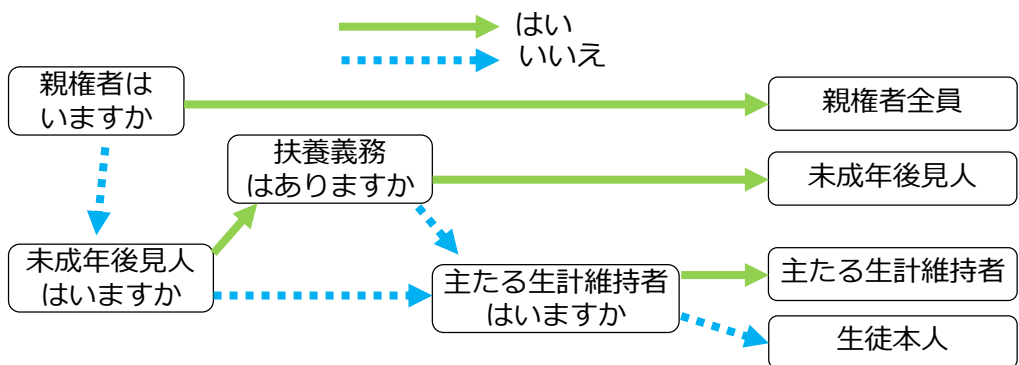 はい
いいえ
親権者は
いますか
親権者全員
扶養義務
はありますか
未成年後見人
未成年後見人
はいますか
主たる生計維持者
はいますか
主たる生計維持者
生徒本人